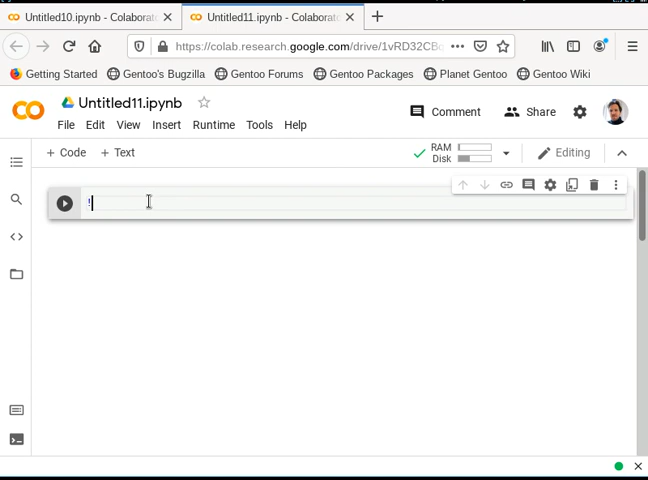 Untitled10.ipynb - Colaborat
Untitled11.ipynb - Colaborat
https://colab.research.google.com/drive/1vRD32CBc
Getting Started
Gentoo's Bugzilla
Gentoo Forums
Gentoo Packages
Planet Gentoo
Gentoo Wiki
Untitled11.ipynb
Comment
Share
File Edit View Insert Runtime Tools Help
+ Code + Text
RAM
Disk
Editing
!